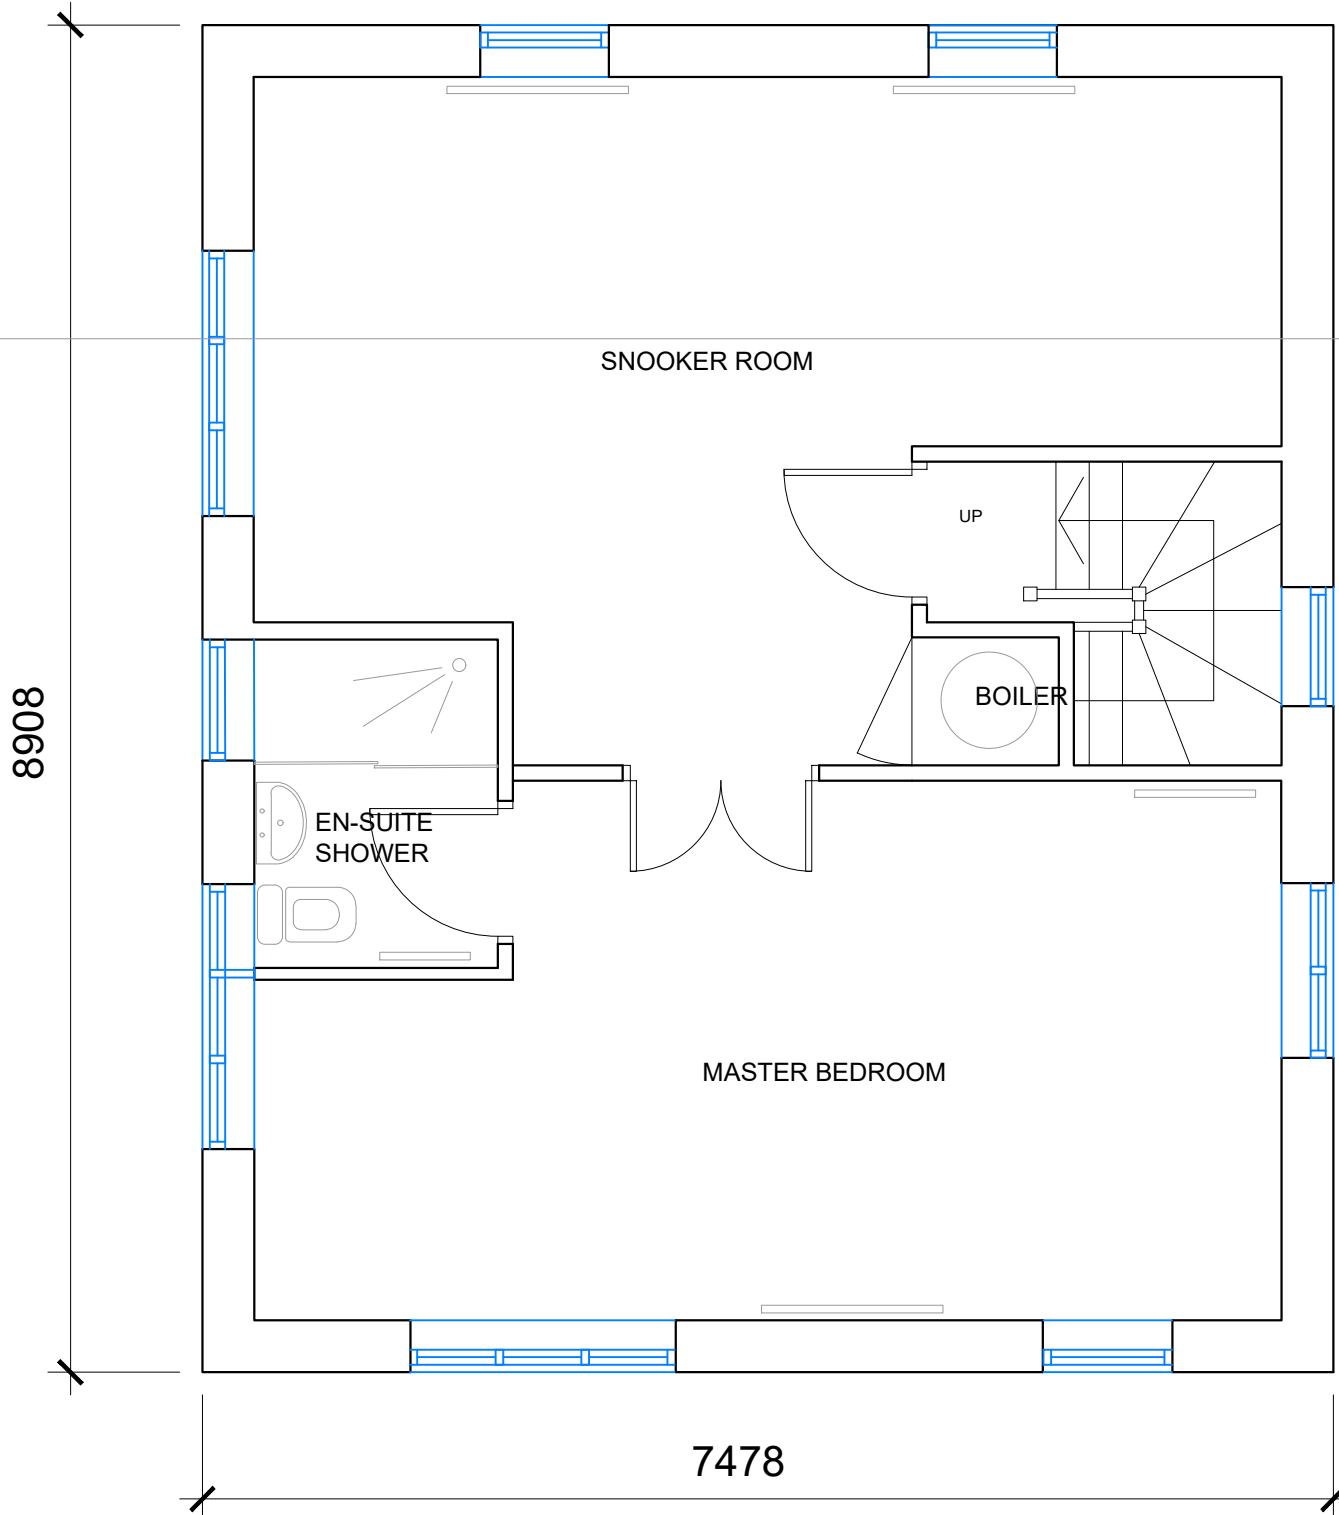 SNOOKER ROOM
UP
BOILER
8908
EN-SUITE
SHOWER
MASTER BEDROOM
7478